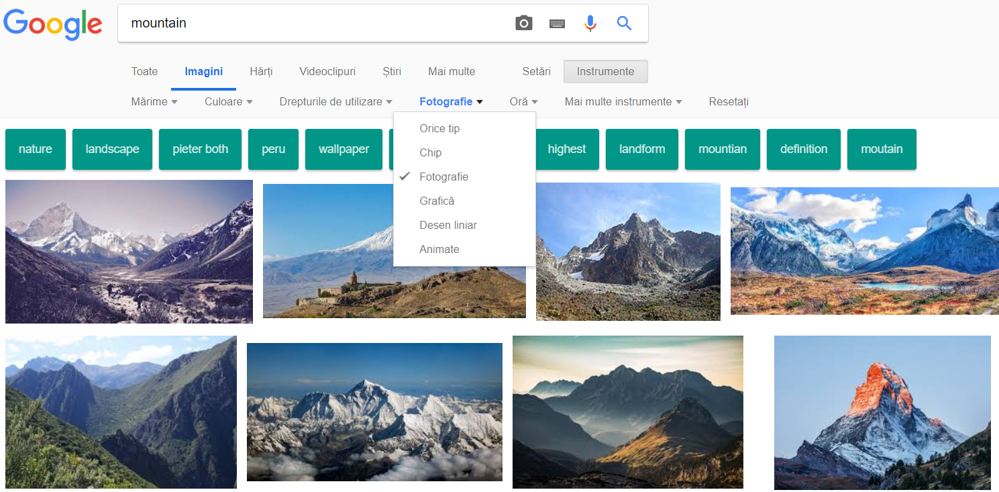 Google
mountain
Toate Imagini Hărți Videoclipuri Știri Mai multe Setări Instrumente
Mărime Culoare Drepturile de utilizare Fotografie Oră Mai multe instrumente Resetați
Orice tip
Chip
Fotografie
Grafică
Desen liniar
Animate
nature landscape pieter both peru wallpaper highest landform mountian definition moutain